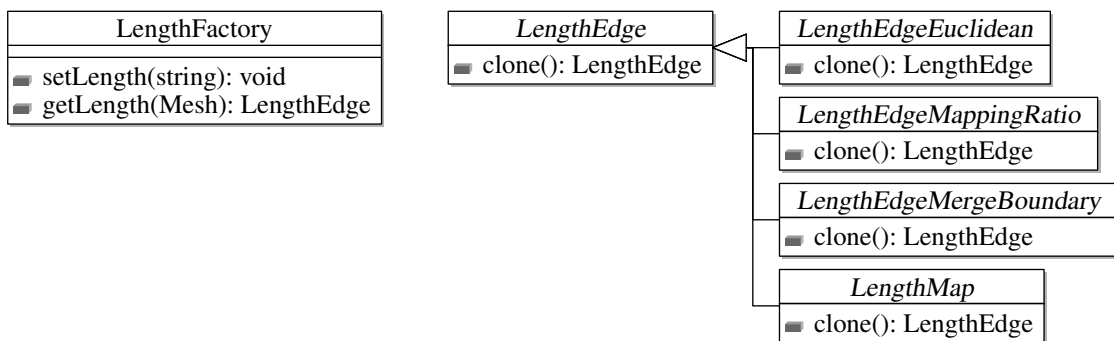 LengthFactory
setLength(string): void
getLength(Mesh): LengthEdge
LengthEdge
clone(): LengthEdge
LengthEdgeEuclidean
clone(): LengthEdge
LengthEdgeMappingRatio
clone(): LengthEdge
LengthEdgeMergeBoundary
clone(): LengthEdge
LengthMap
clone(): LengthEdge